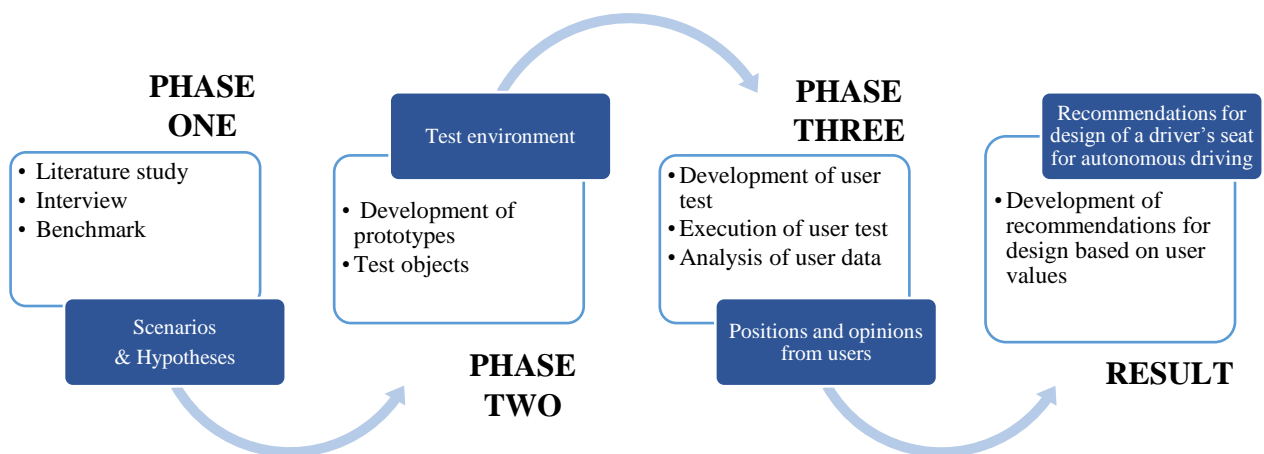 PHASE
ONE
• Literature study
• Interview
• Benchmark
Scenarios
& Hypotheses
Test environment
• Development of
prototypes
• Test objects
PHASE
TWO
PHASE
THREE
• Development of user
test
• Execution of user test
• Analysis of user data
Positions and opinions
from users
Recommendations for
design of a driver's seat
for autonomous driving
• Development of
recommendations for
design based on user
values
RESULT